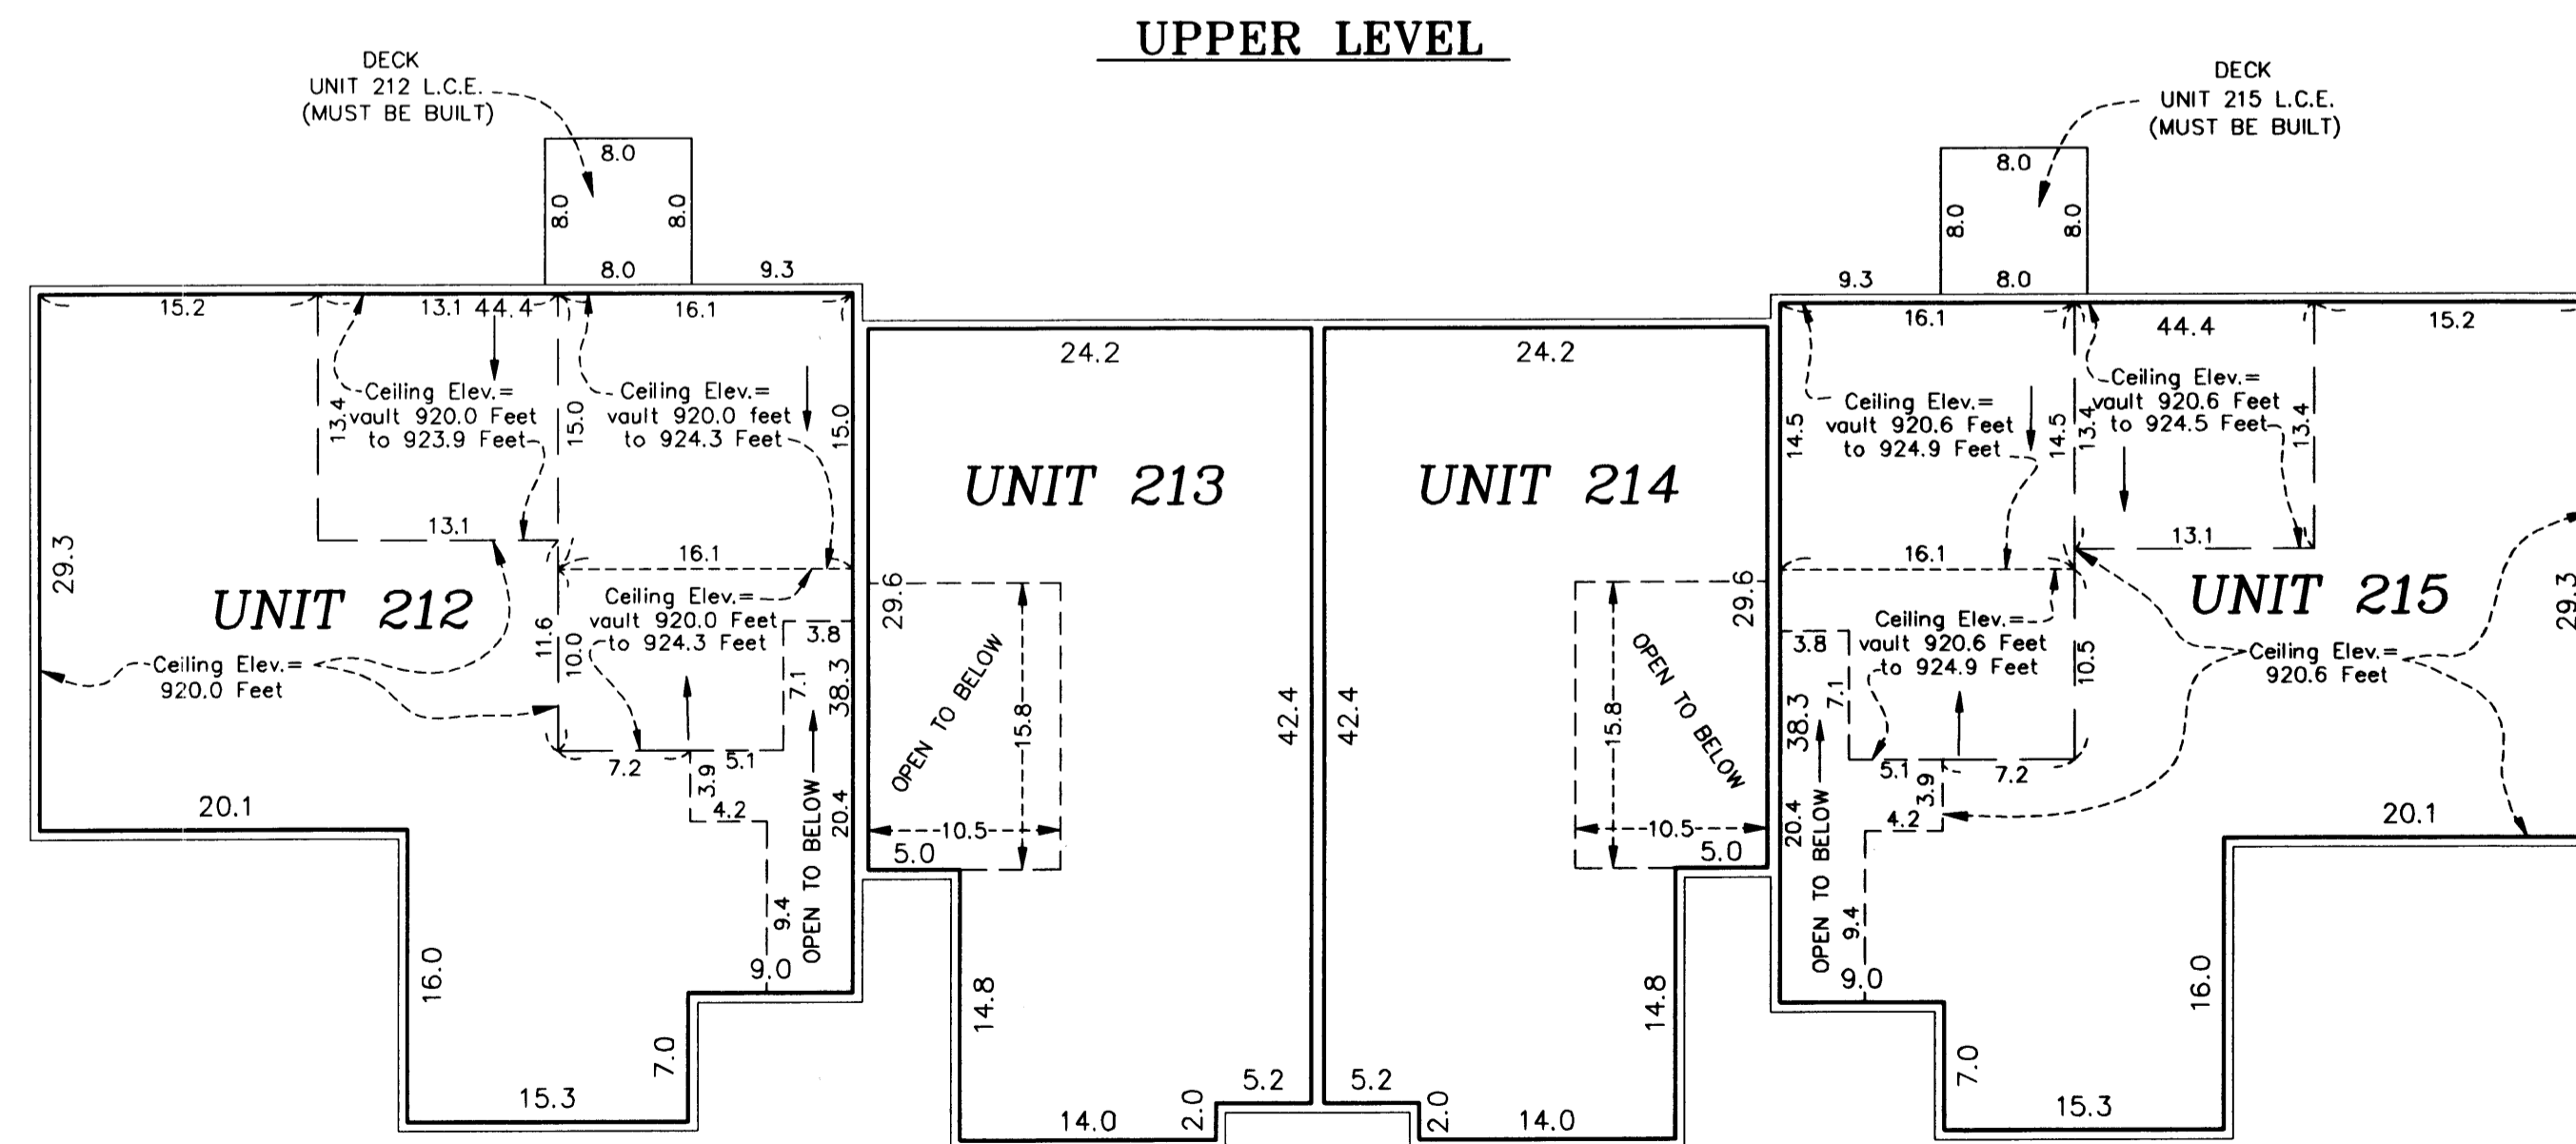 UPPER LEVEL
DECK
UNIT 212 L.C.E.
(MUST BE BUILT)
8.0
8.0
8.0
8.0
9.3
15.2
13.1
44.4
16.1
Ceiling Elev.=
vault 920.0 Feet
to 923.9 Feet
13.4
15.0
Ceiling Elev.=
vault 920.0 feet
to 924.3 Feet
15.0
13.1
16.1
29.3
UNIT 212
Ceiling Elev.=
920.0 Feet
11.6
10.0
Ceiling Elev.=
vault 920.0 Feet
to 924.3 Feet
3.8
7.1
38.3
7.2
5.1
3.9
4.2
20.4
OPEN TO BELOW
9.4
9.0
20.1
16.0
7.0
15.3
24.2
UNIT 213
29.6
OPEN TO BELOW
15.8
10.5
5.0
42.4
14.8
5.2
2.0
14.0
24.2
UNIT 214
29.6
OPEN TO BELOW
15.8
10.5
5.0
42.4
14.8
5.2
2.0
14.0
DECK
UNIT 215 L.C.E.
(MUST BE BUILT)
8.0
8.0
8.0
8.0
9.3
16.1
44.4
15.2
Ceiling Elev.=
vault 920.6 Feet
to 924.9 Feet
14.5
14.5
13.4
Ceiling Elev.=
vault 920.6 Feet
to 924.5 Feet
13.4
16.1
13.1
UNIT 215
29.3
Ceiling Elev.=
vault 920.6 Feet
to 924.9 Feet
Ceiling Elev.=
920.6 Feet
3.8
7.1
38.3
10.5
5.1
7.2
3.9
4.2
20.4
OPEN TO BELOW
9.4
9.0
20.1
16.0
7.0
15.3